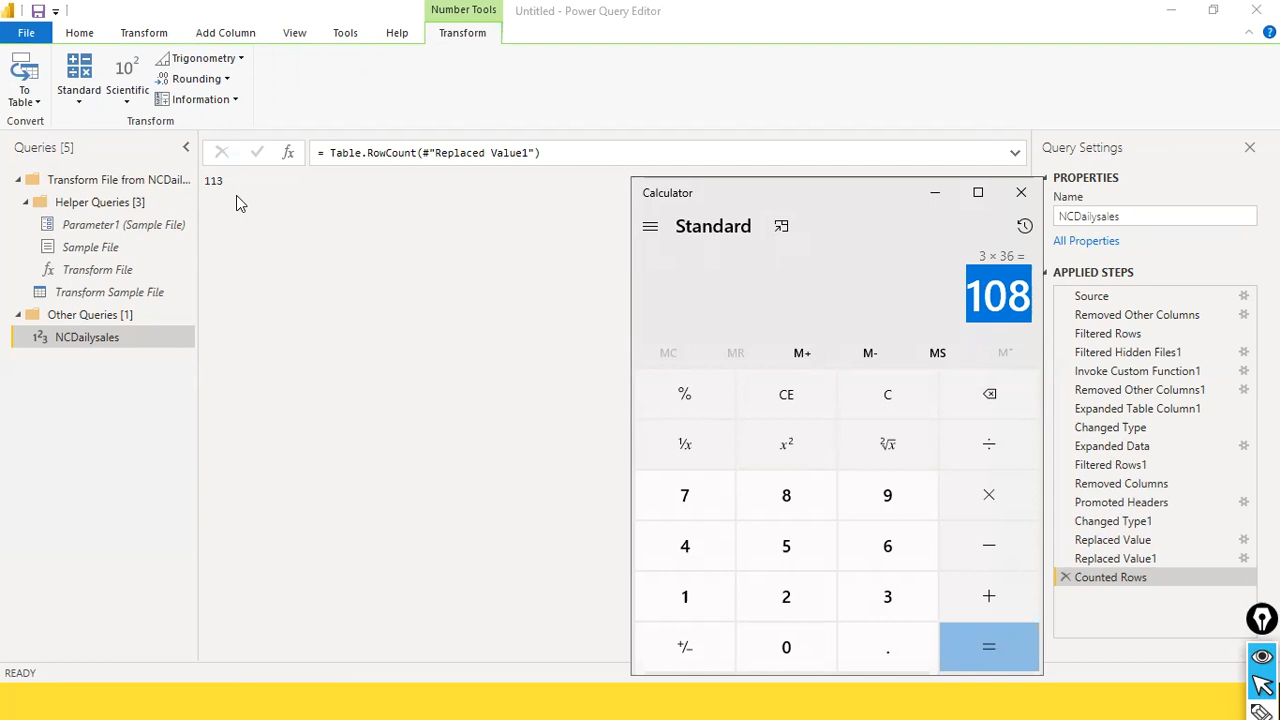 Number Tools
Untitled - Power Query Editor
File
Home
Transform
Add Column
View
Tools
Help
Transform
To
Table
Standard
10²
Scientific
Trigonometry
.00 Rounding
Information
Convert
Transform
Queries [5]
fx
= Table.RowCount(#"Replaced Value1")
Transform File from NCDail...
Helper Queries [3]
Parameter1 (Sample File)
Sample File
fx Transform File
Transform Sample File
Other Queries [1]
1²3 NCDailysales
113
Calculator
Standard
3 × 36 =
108
MC MR M+ M- MS M˅
% CE C
¹/x x² ²√x ÷
7 8 9 ×
4 5 6 −
1 2 3 +
+/− 0 . =
Query Settings
PROPERTIES
Name
NCDailysales
All Properties
APPLIED STEPS
Source
Removed Other Columns
Filtered Rows
Filtered Hidden Files1
Invoke Custom Function1
Removed Other Columns1
Expanded Table Column1
Changed Type
Expanded Data
Filtered Rows1
Removed Columns
Promoted Headers
Changed Type1
Replaced Value
Replaced Value1
Counted Rows
READY